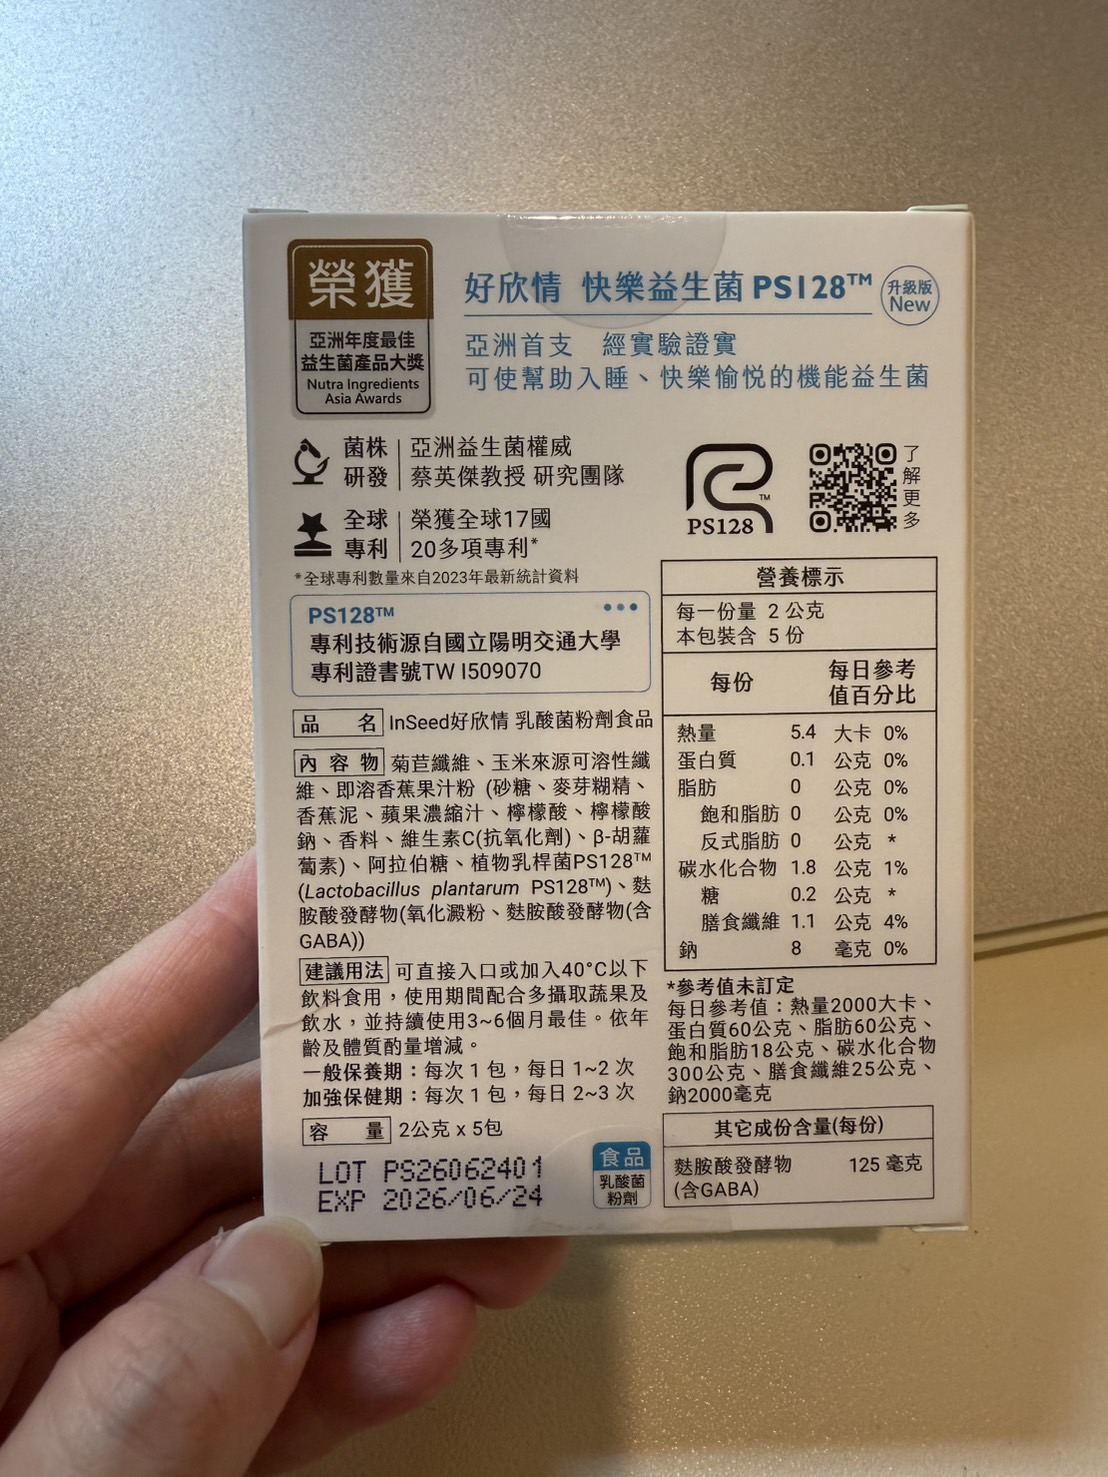 榮獲
亞洲年度最佳
益生菌產品大獎
Nutra Ingredients
Asia Awards
好欣情 快樂益生菌 PS128™
升級版
New
亞洲首支 經實驗證實
可使幫助入睡、快樂愉悅的機能益生菌
菌株研發
亞洲益生菌權威
蔡英傑教授 研究團隊
全球專利
榮獲全球17國
20多項專利*
*全球專利數量來自2023年最新統計資料
PS128
TM
了解更多
PS128™
專利技術源自國立陽明交通大學
專利證書號TW I509070
品 名 InSeed好欣情 乳酸菌粉劑食品
內 容 物 菊苣纖維、玉米來源可溶性纖
維、即溶香蕉果汁粉 (砂糖、麥芽糊精、
香蕉泥、蘋果濃縮汁、檸檬酸、檸檬酸
鈉、香料、維生素C(抗氧化劑)、β-胡蘿
蔔素)、阿拉伯糖、植物乳桿菌PS128™
(Lactobacillus plantarum PS128™)、麩
胺酸發酵物(氧化澱粉、麩胺酸發酵物(含
GABA))
建議用法 可直接入口或加入40°C以下
飲料食用，使用期間配合多攝取蔬果及
飲水，並持續使用3~6個月最佳。依年
齡及體質酌量增減。
一般保養期：每次 1 包，每日 1~2 次
加強保健期：每次 1 包，每日 2~3 次
容 量 2公克 x 5包
LOT PS26062401
EXP 2026/06/24
食品
乳酸菌
粉劑
營養標示
每一份量 2 公克
本包裝含 5 份
每份 每日參考值百分比
熱量 5.4 大卡 0%
蛋白質 0.1 公克 0%
脂肪 0 公克 0%
飽和脂肪 0 公克 0%
反式脂肪 0 公克 *
碳水化合物 1.8 公克 1%
糖 0.2 公克 *
膳食纖維 1.1 公克 4%
鈉 8 毫克 0%
*參考值未訂定
每日參考值：熱量2000大卡、
蛋白質60公克、脂肪60公克、
飽和脂肪18公克、碳水化合物
300公克、膳食纖維25公克、
鈉2000毫克
其它成份含量(每份)
麩胺酸發酵物 125 毫克
(含GABA)